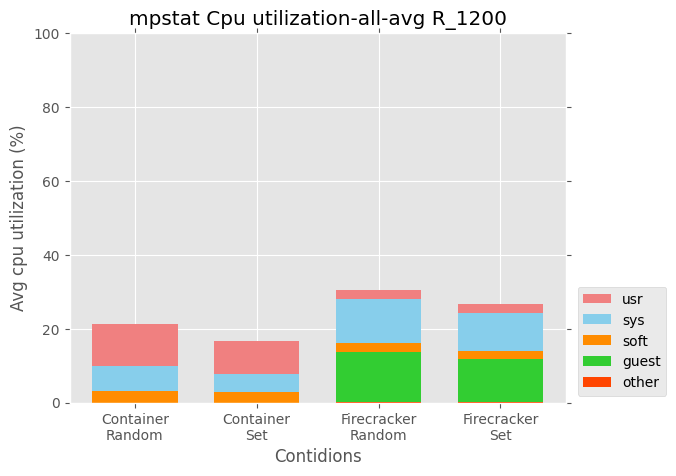 mpstat Cpu utilization-all-avg R_1200
Avg cpu utilization (%)
100
80
60
40
20
0
Container
Random
Container
Set
Firecracker
Random
Firecracker
Set
Contidions
usr
sys
soft
guest
other